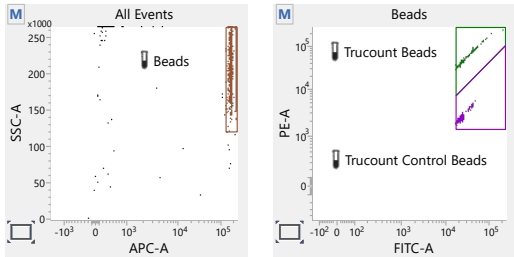 M
All Events
x1000
250
200
150
100
50
0
SSC-A
Beads
-10³ 0 10³ 10⁴ 10⁵
APC-A
M
Beads
10⁵
10⁴
10³
0
PE-A
Trucount Beads
Trucount Control Beads
-10² 0 10² 10³ 10⁴ 10⁵
FITC-A